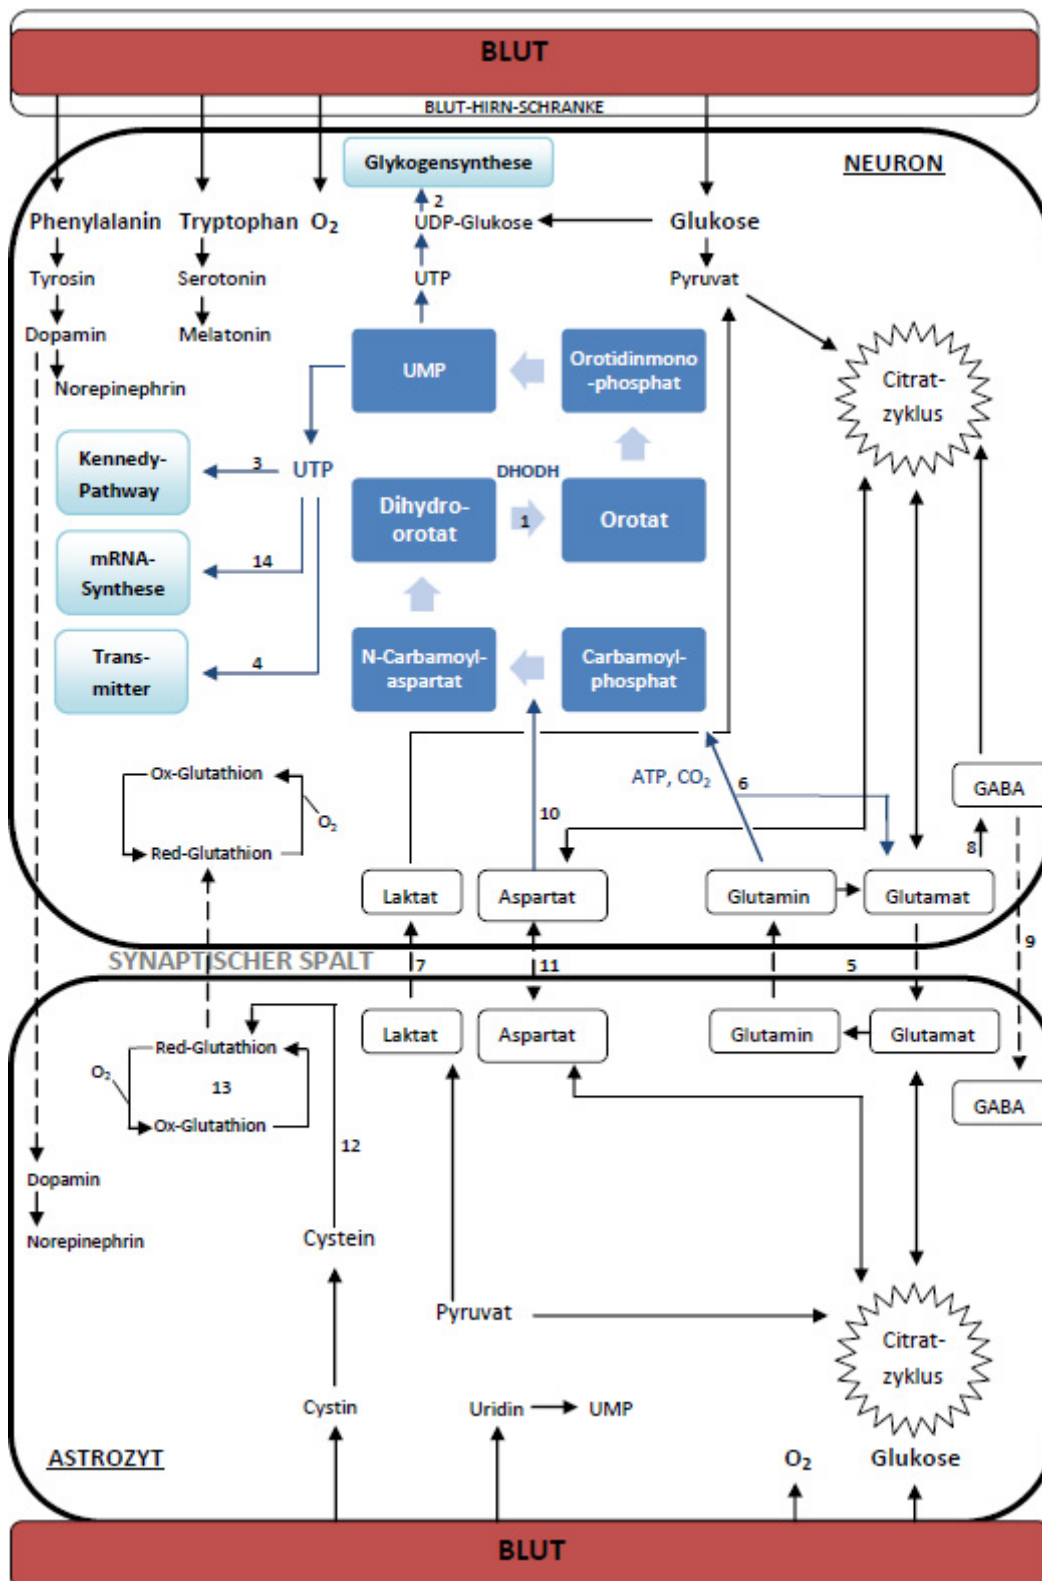 BLUT
BLUT-HIRN-SCHRANKE
NEURON
Glykogensynthese
2
Phenylalanin
Tryptophan
O2
UDP-Glukose
Glukose
Tyrosin
Serotonin
UTP
Pyruvat
Dopamin
Melatonin
Norepinephrin
UMP
Orotidinmono
-phosphat
Citrat-
zyklus
Kennedy-
Pathway
3
UTP
DHODH
Dihydro-
orotat
1
Orotat
mRNA-
Synthese
14
Trans-
mitter
4
N-Carbamoyl-
aspartat
Carbamoyl-
phosphat
Ox-Glutathion
O2
Red-Glutathion
ATP, CO2
6
GABA
10
8
Laktat
Aspartat
Glutamin
Glutamat
9
SYNAPTISCHER SPALT
7
11
5
Laktat
Aspartat
Glutamin
Glutamat
Red-Glutathion
O2
13
Ox-Glutathion
GABA
12
Dopamin
Norepinephrin
Cystein
Pyruvat
Citrat-
zyklus
Cystin
Uridin
UMP
ASTROZYT
O2
Glukose
BLUT